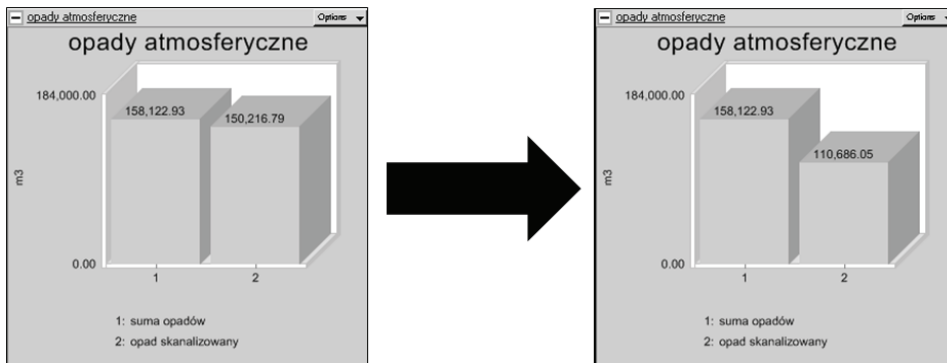 opady atmosferyczne Options
opady atmosferyczne
184,000.00
158,122.93
150,216.79
m3
0.00
1 2
1: suma opadów
2: opad skanalizowany
opady atmosferyczne Options
opady atmosferyczne
184,000.00
158,122.93
110,686.05
m3
0.00
1 2
1: suma opadów
2: opad skanalizowany